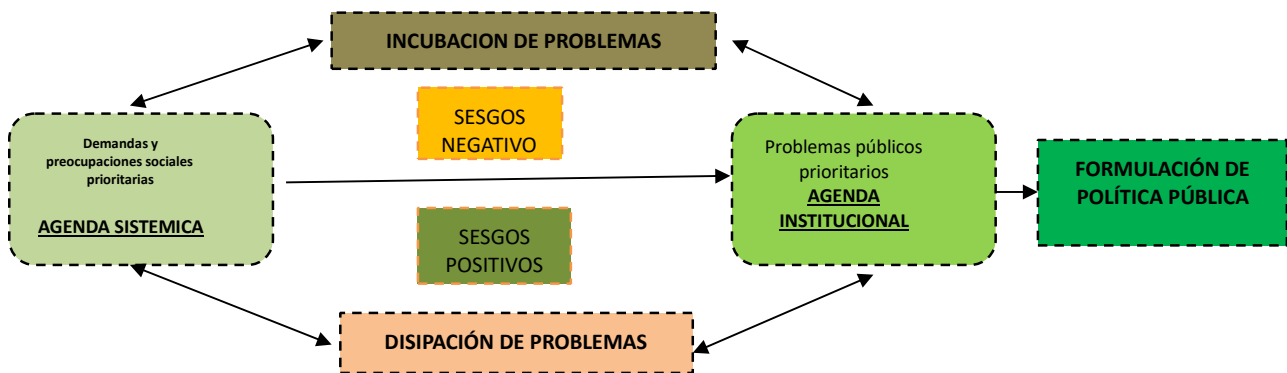 INCUBACION DE PROBLEMAS
SESGOS
NEGATIVO
Demandas y
preocupaciones sociales
prioritarias
AGENDA SISTEMICA
Problemas públicos
prioritarios
AGENDA
INSTITUCIONAL
FORMULACIÓN DE
POLÍTICA PÚBLICA
SESGOS
POSITIVOS
DISIPACIÓN DE PROBLEMAS